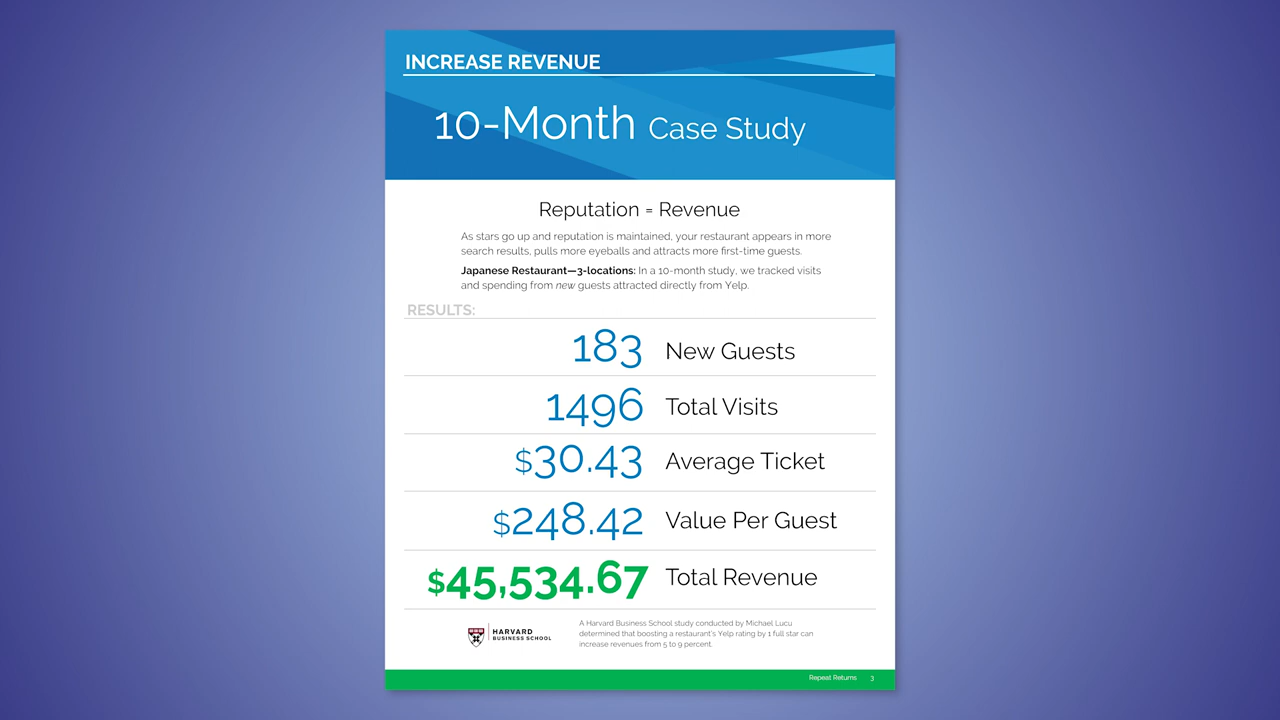 INCREASE REVENUE
10-Month Case Study
Reputation = Revenue
As stars go up and reputation is maintained, your restaurant appears in more
search results, pulls more eyeballs and attracts more first-time guests.
Japanese Restaurant—3-locations: In a 10-month study, we tracked visits
and spending from new guests attracted directly from Yelp.
RESULTS:
183 New Guests
1496 Total Visits
$30.43 Average Ticket
$248.42 Value Per Guest
$45,534.67 Total Revenue
HARVARD
BUSINESS SCHOOL
A Harvard Business School study conducted by Michael Lucu
determined that boosting a restaurant's Yelp rating by 1 full star can
increase revenues from 5 to 9 percent
Repeat Returns 3